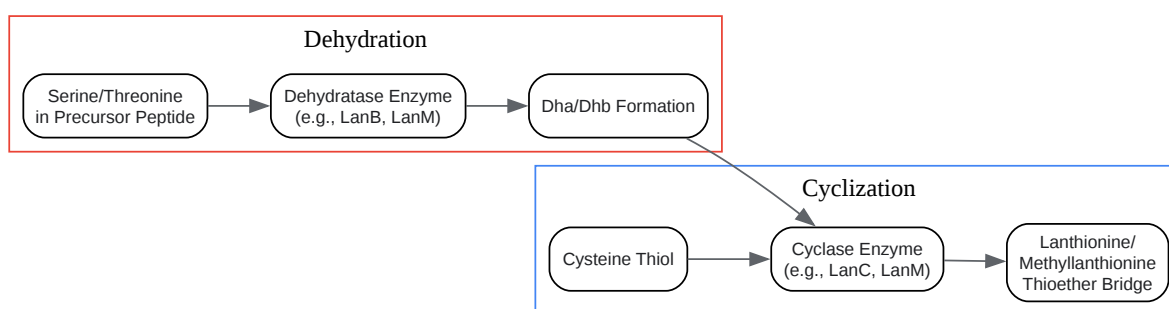 Dehydration
Serine/Threonine
in Precursor Peptide
Dehydratase Enzyme
(e.g., LanB, LanM)
Dha/Dhb Formation
Cyclization
Cysteine Thiol
Cyclase Enzyme
(e.g., LanC, LanM)
Lanthionine/
Methyllanthionine
Thioether Bridge